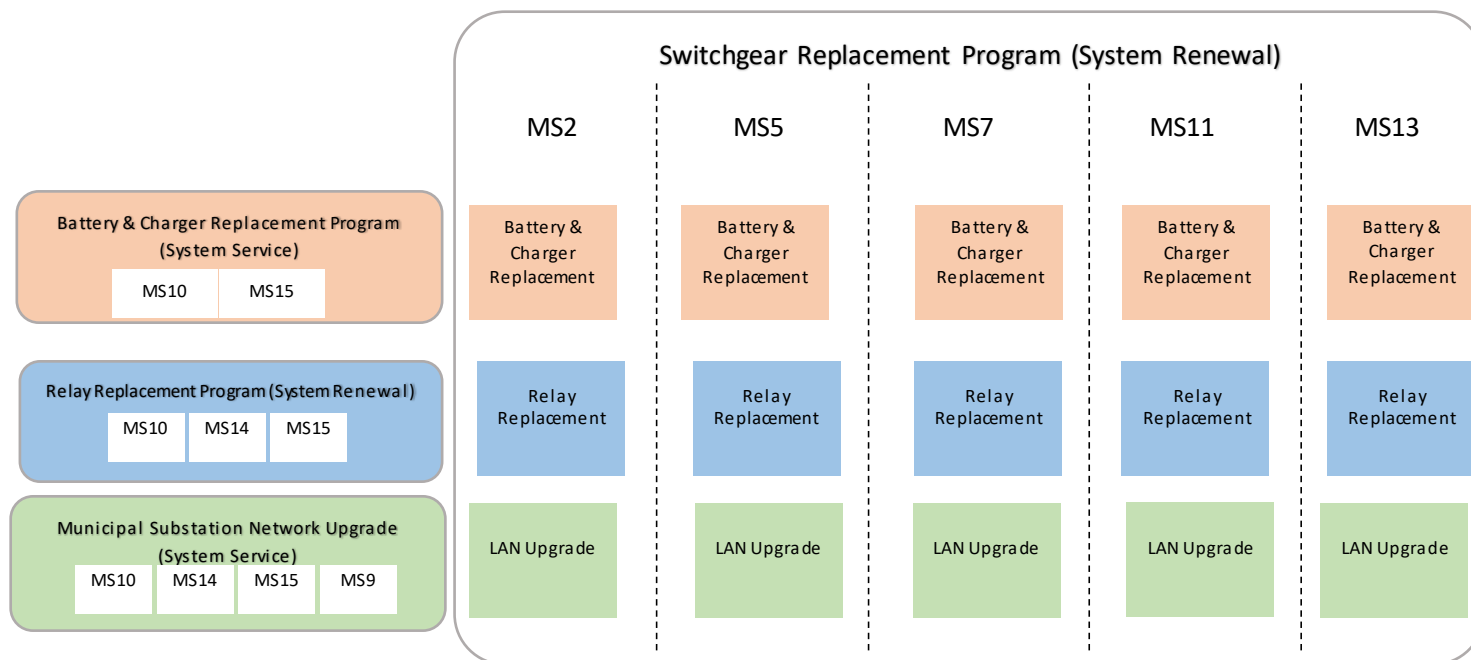 Switchgear Replacement Program (System Renewal)
MS2 MS5 MS7 MS11 MS13
Battery & Charger Replacement Program
(System Service)
MS10 MS15
Battery &
Charger
Replacement
Battery &
Charger
Replacement
Battery &
Charger
Replacement
Battery &
Charger
Replacement
Battery &
Charger
Replacement
Relay Replacement Program (System Renewal)
MS10 MS14 MS15
Relay
Replacement
Relay
Replacement
Relay
Replacement
Relay
Replacement
Relay
Replacement
Municipal Substation Network Upgrade
(System Service)
MS10 MS14 MS15 MS9
LAN Upgrade
LAN Upgrade
LAN Upgrade
LAN Upgrade
LAN Upgrade